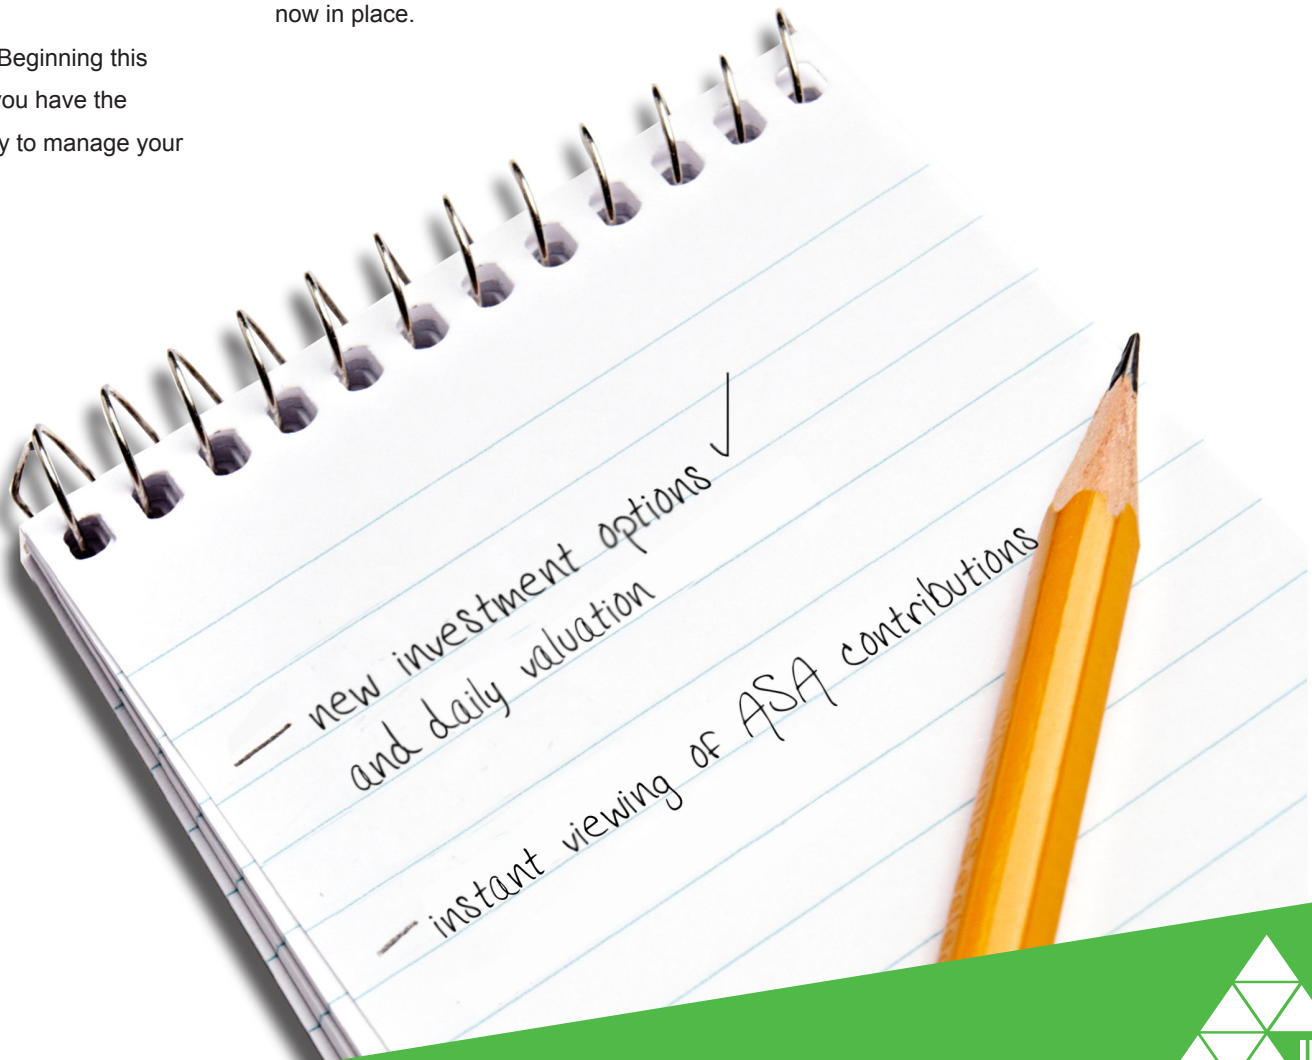 now in place.
Beginning this
you have the
y to manage your
— new investment options ✓
and daily valuation
— instant viewing of ASA contributions